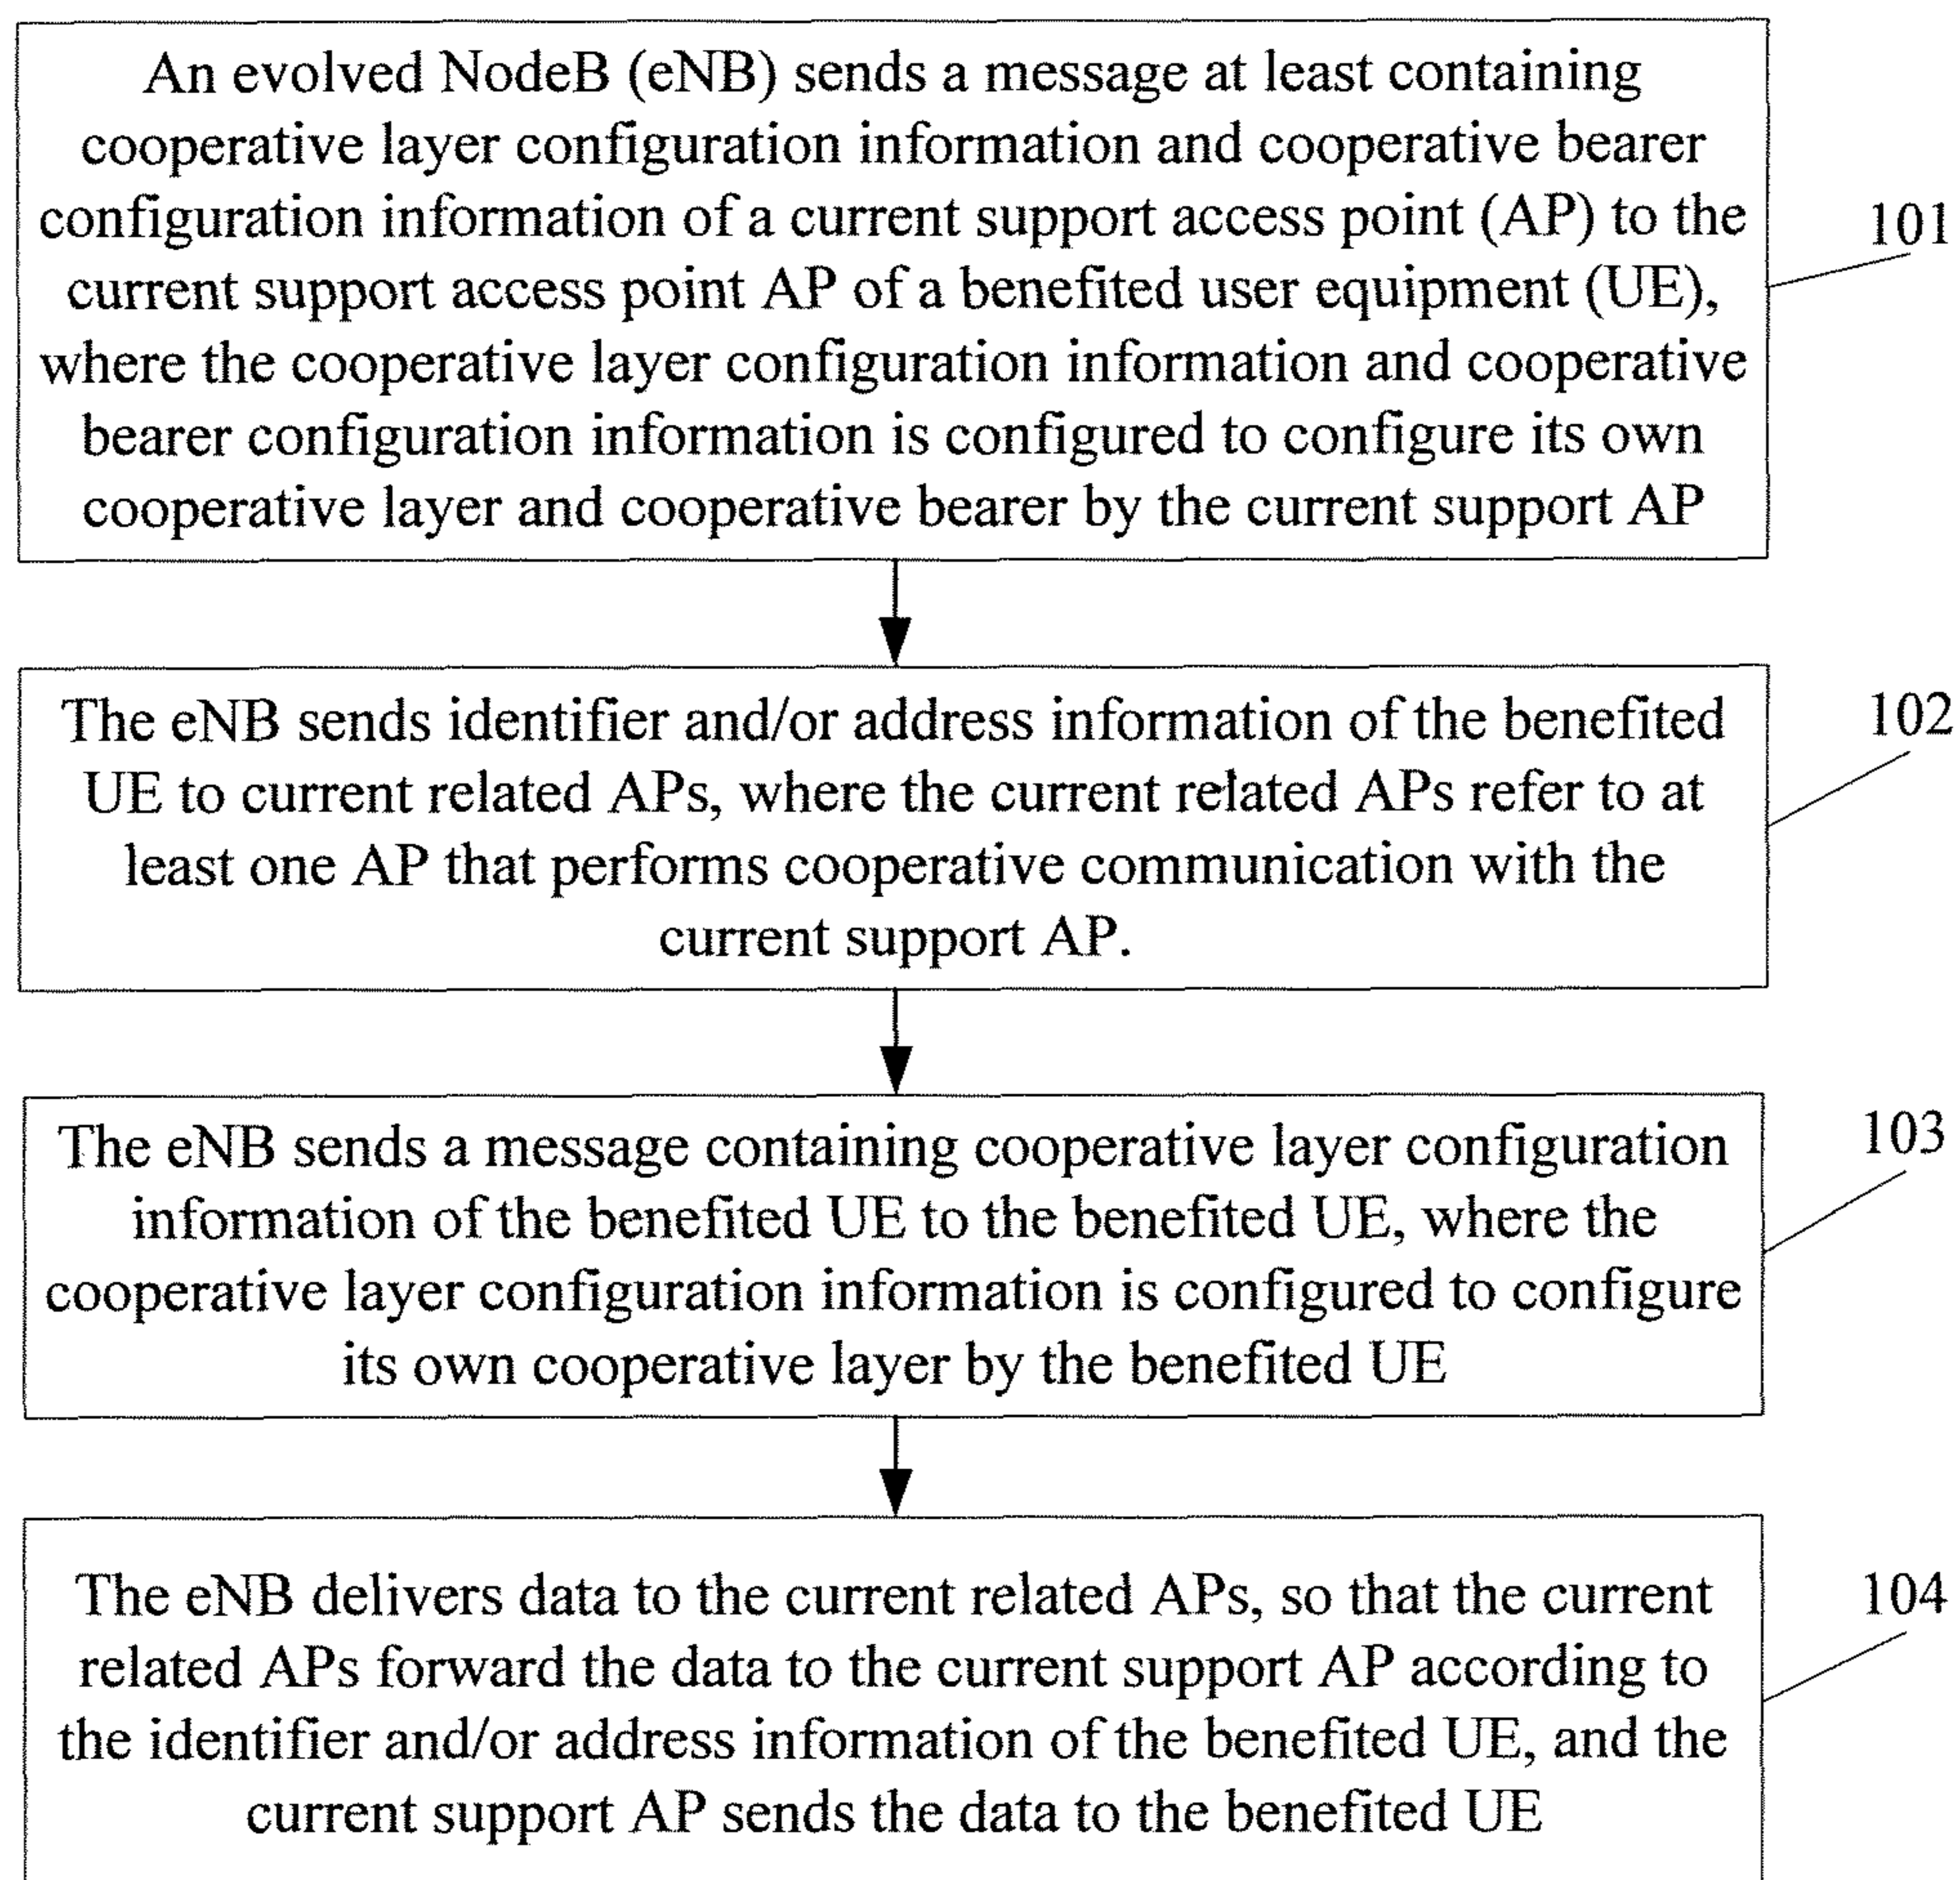 An evolved NodeB (eNB) sends a message at least containing
cooperative layer configuration information and cooperative bearer
configuration information of a current support access point (AP) to the
current support access point AP of a benefited user equipment (UE),
where the cooperative layer configuration information and cooperative
bearer configuration information is configured to configure its own
cooperative layer and cooperative bearer by the current support AP
101
The eNB sends identifier and/or address information of the benefited
UE to current related APs, where the current related APs refer to at
least one AP that performs cooperative communication with the
current support AP.
102
The eNB sends a message containing cooperative layer configuration
information of the benefited UE to the benefited UE, where the
cooperative layer configuration information is configured to configure
its own cooperative layer by the benefited UE
103
The eNB delivers data to the current related APs, so that the current
related APs forward the data to the current support AP according to
the identifier and/or address information of the benefited UE, and the
current support AP sends the data to the benefited UE
104